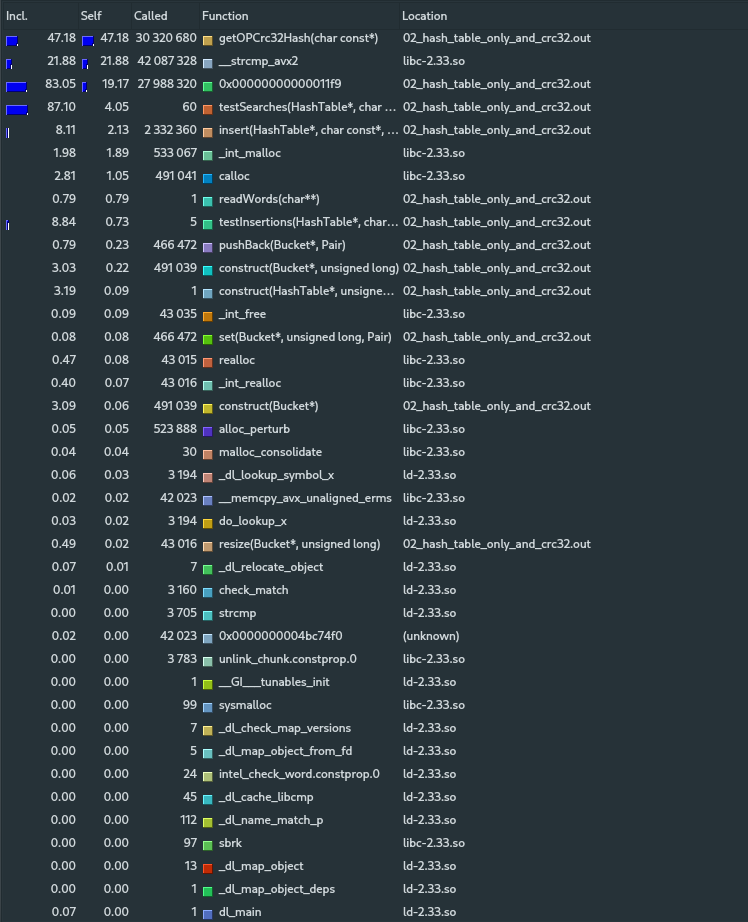 Incl. Self Called Function Location
47.18 47.18 30 320 680 getOPCrc32Hash(char const*) 02_hash_table_only_and_crc32.out
21.88 21.88 42 087 328 __strcmp_avx2 libc-2.33.so
83.05 19.17 27 988 320 0x00000000000011f9 02_hash_table_only_and_crc32.out
87.10 4.05 60 testSearches(HashTable*, char ... 02_hash_table_only_and_crc32.out
8.11 2.13 2 332 360 insert(HashTable*, char const*, ... 02_hash_table_only_and_crc32.out
1.98 1.89 533 067 _int_malloc libc-2.33.so
2.81 1.05 491 041 calloc libc-2.33.so
0.79 0.79 1 readWords(char**) 02_hash_table_only_and_crc32.out
8.84 0.73 5 testInsertions(HashTable*, char... 02_hash_table_only_and_crc32.out
0.79 0.23 466 472 pushBack(Bucket*, Pair) 02_hash_table_only_and_crc32.out
3.03 0.22 491 039 construct(Bucket*, unsigned long) 02_hash_table_only_and_crc32.out
3.19 0.09 1 construct(HashTable*, unsigne... 02_hash_table_only_and_crc32.out
0.09 0.09 43 035 _int_free libc-2.33.so
0.08 0.08 466 472 set(Bucket*, unsigned long, Pair) 02_hash_table_only_and_crc32.out
0.47 0.08 43 015 realloc libc-2.33.so
0.40 0.07 43 016 _int_realloc libc-2.33.so
3.09 0.06 491 039 construct(Bucket*) 02_hash_table_only_and_crc32.out
0.05 0.05 523 888 alloc_perturb libc-2.33.so
0.04 0.04 30 malloc_consolidate libc-2.33.so
0.06 0.03 3 194 _dl_lookup_symbol_x ld-2.33.so
0.02 0.02 42 023 __memcpy_avx_unaligned_erms libc-2.33.so
0.03 0.02 3 194 do_lookup_x ld-2.33.so
0.49 0.02 43 016 resize(Bucket*, unsigned long) 02_hash_table_only_and_crc32.out
0.07 0.01 7 _dl_relocate_object ld-2.33.so
0.01 0.00 3 160 check_match ld-2.33.so
0.00 0.00 3 705 strcmp ld-2.33.so
0.02 0.00 42 023 0x0000000004bc74f0 (unknown)
0.00 0.00 3 783 unlink_chunk.constprop.0 libc-2.33.so
0.00 0.00 1 __GI___tunables_init ld-2.33.so
0.00 0.00 99 sysmalloc libc-2.33.so
0.00 0.00 7 _dl_check_map_versions ld-2.33.so
0.00 0.00 5 _dl_map_object_from_fd ld-2.33.so
0.00 0.00 24 intel_check_word.constprop.0 ld-2.33.so
0.00 0.00 45 _dl_cache_libcmp ld-2.33.so
0.00 0.00 112 _dl_name_match_p ld-2.33.so
0.00 0.00 97 sbrk libc-2.33.so
0.00 0.00 13 _dl_map_object ld-2.33.so
0.00 0.00 1 _dl_map_object_deps ld-2.33.so
0.07 0.00 1 dl_main ld-2.33.so